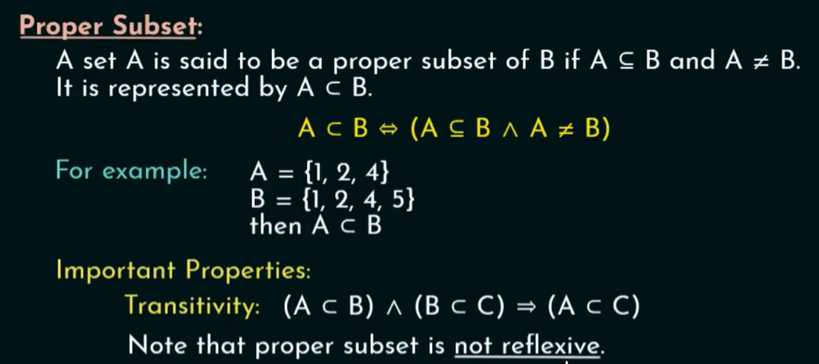 Proper Subset:
A set A is said to be a proper subset of B if A ⊆ B and A ≠ B.
It is represented by A ⊂ B.
A ⊂ B ⇔ (A ⊆ B ∧ A ≠ B)
For example: A = {1, 2, 4}
B = {1, 2, 4, 5}
then A ⊂ B
Important Properties:
Transitivity: (A ⊂ B) ∧ (B ⊂ C) ⇒ (A ⊂ C)
Note that proper subset is not reflexive.